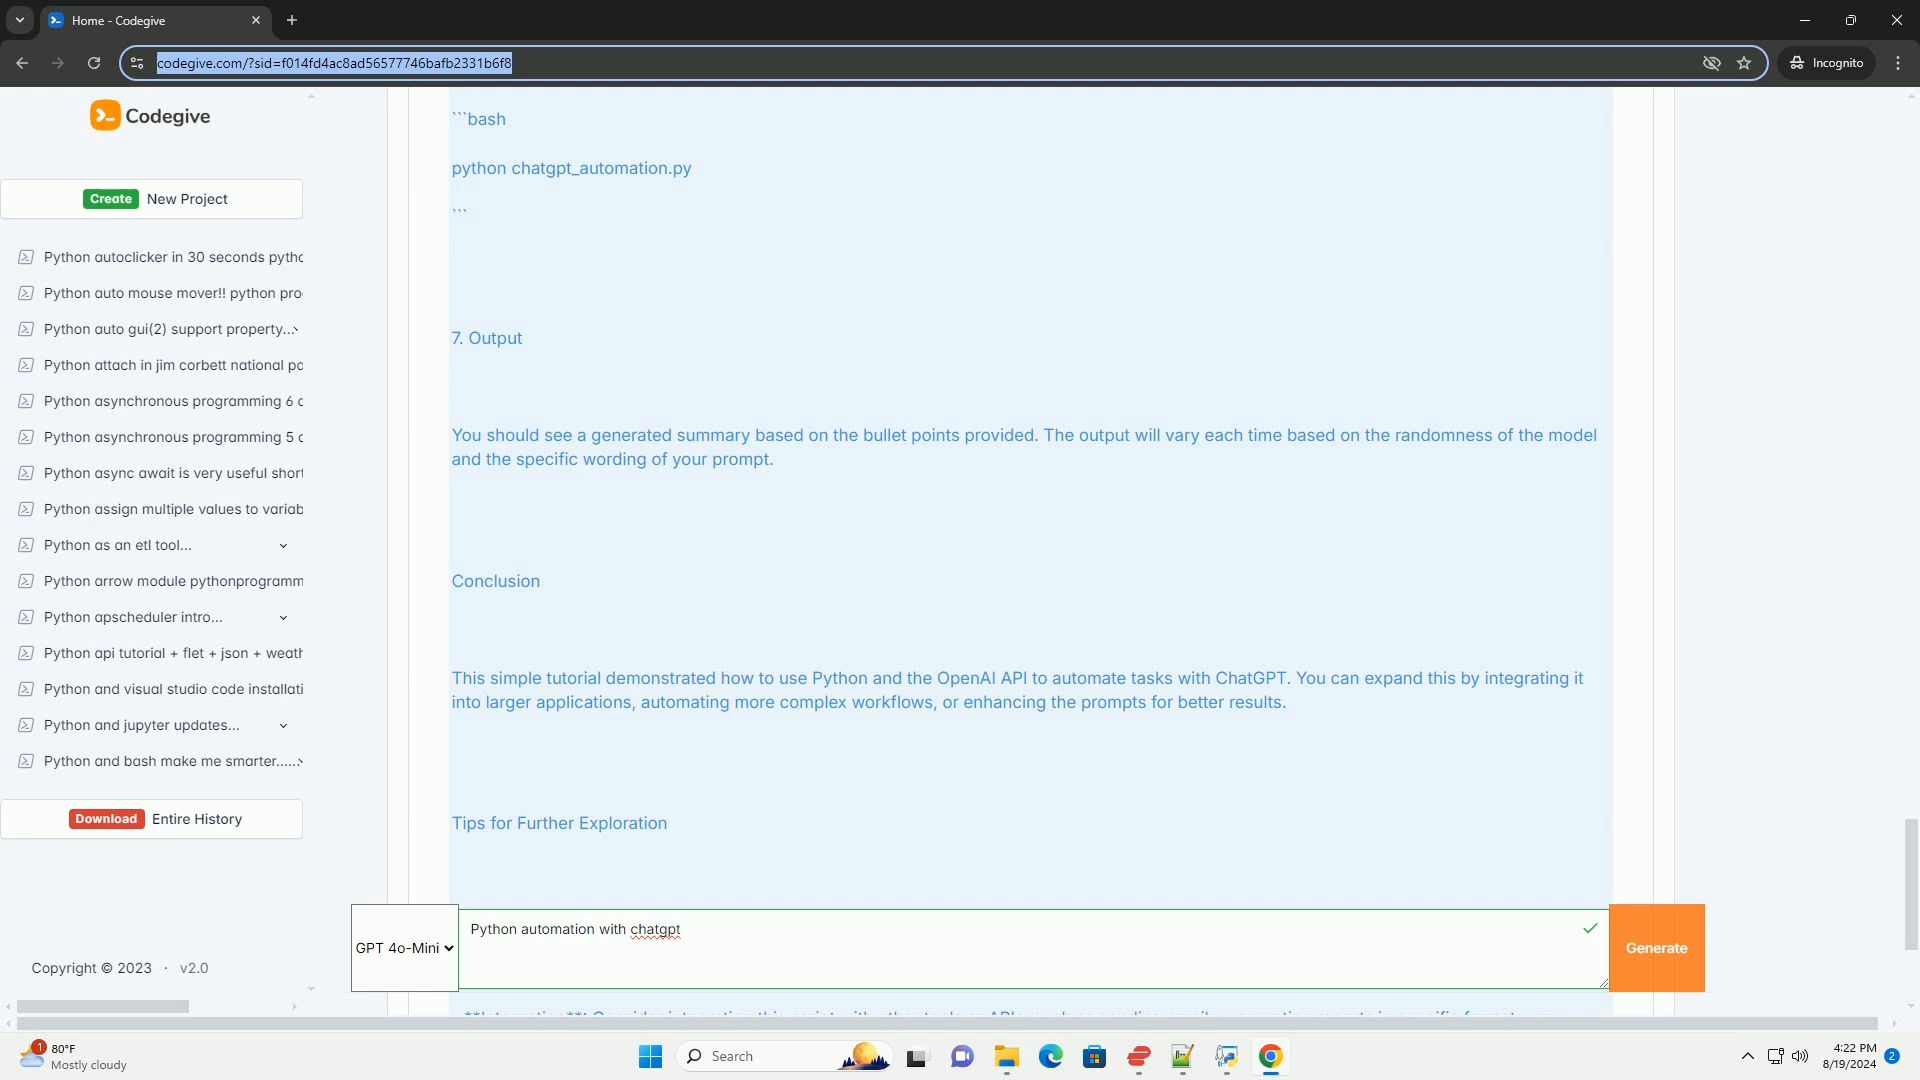 Home - Codegive
codegive.com/?sid=f014fd4ac8ad56577746bafb2331b6f8
Incognito
Codegive
Create New Project
Python autoclicker in 30 seconds pytho
Python auto mouse mover!! python pro
Python auto gui(2) support property...
Python attach in jim corbett national pa
Python asynchronous programming 6 c
Python asynchronous programming 5 c
Python async await is very useful short
Python assign multiple values to variab
Python as an etl tool...
Python arrow module pythonprogramm
Python apscheduler intro...
Python api tutorial + flet + json + weath
Python and visual studio code installati
Python and jupyter updates...
Python and bash make me smarter......
Download Entire History
Copyright © 2023 · v2.0
```bash
python chatgpt_automation.py
```
7. Output
You should see a generated summary based on the bullet points provided. The output will vary each time based on the randomness of the model
and the specific wording of your prompt.
Conclusion
This simple tutorial demonstrated how to use Python and the OpenAI API to automate tasks with ChatGPT. You can expand this by integrating it
into larger applications, automating more complex workflows, or enhancing the prompts for better results.
Tips for Further Exploration
GPT 4o-Mini
Python automation with chatgpt
Generate
1
80°F
Mostly cloudy
Search
4:22 PM
8/19/2024
2